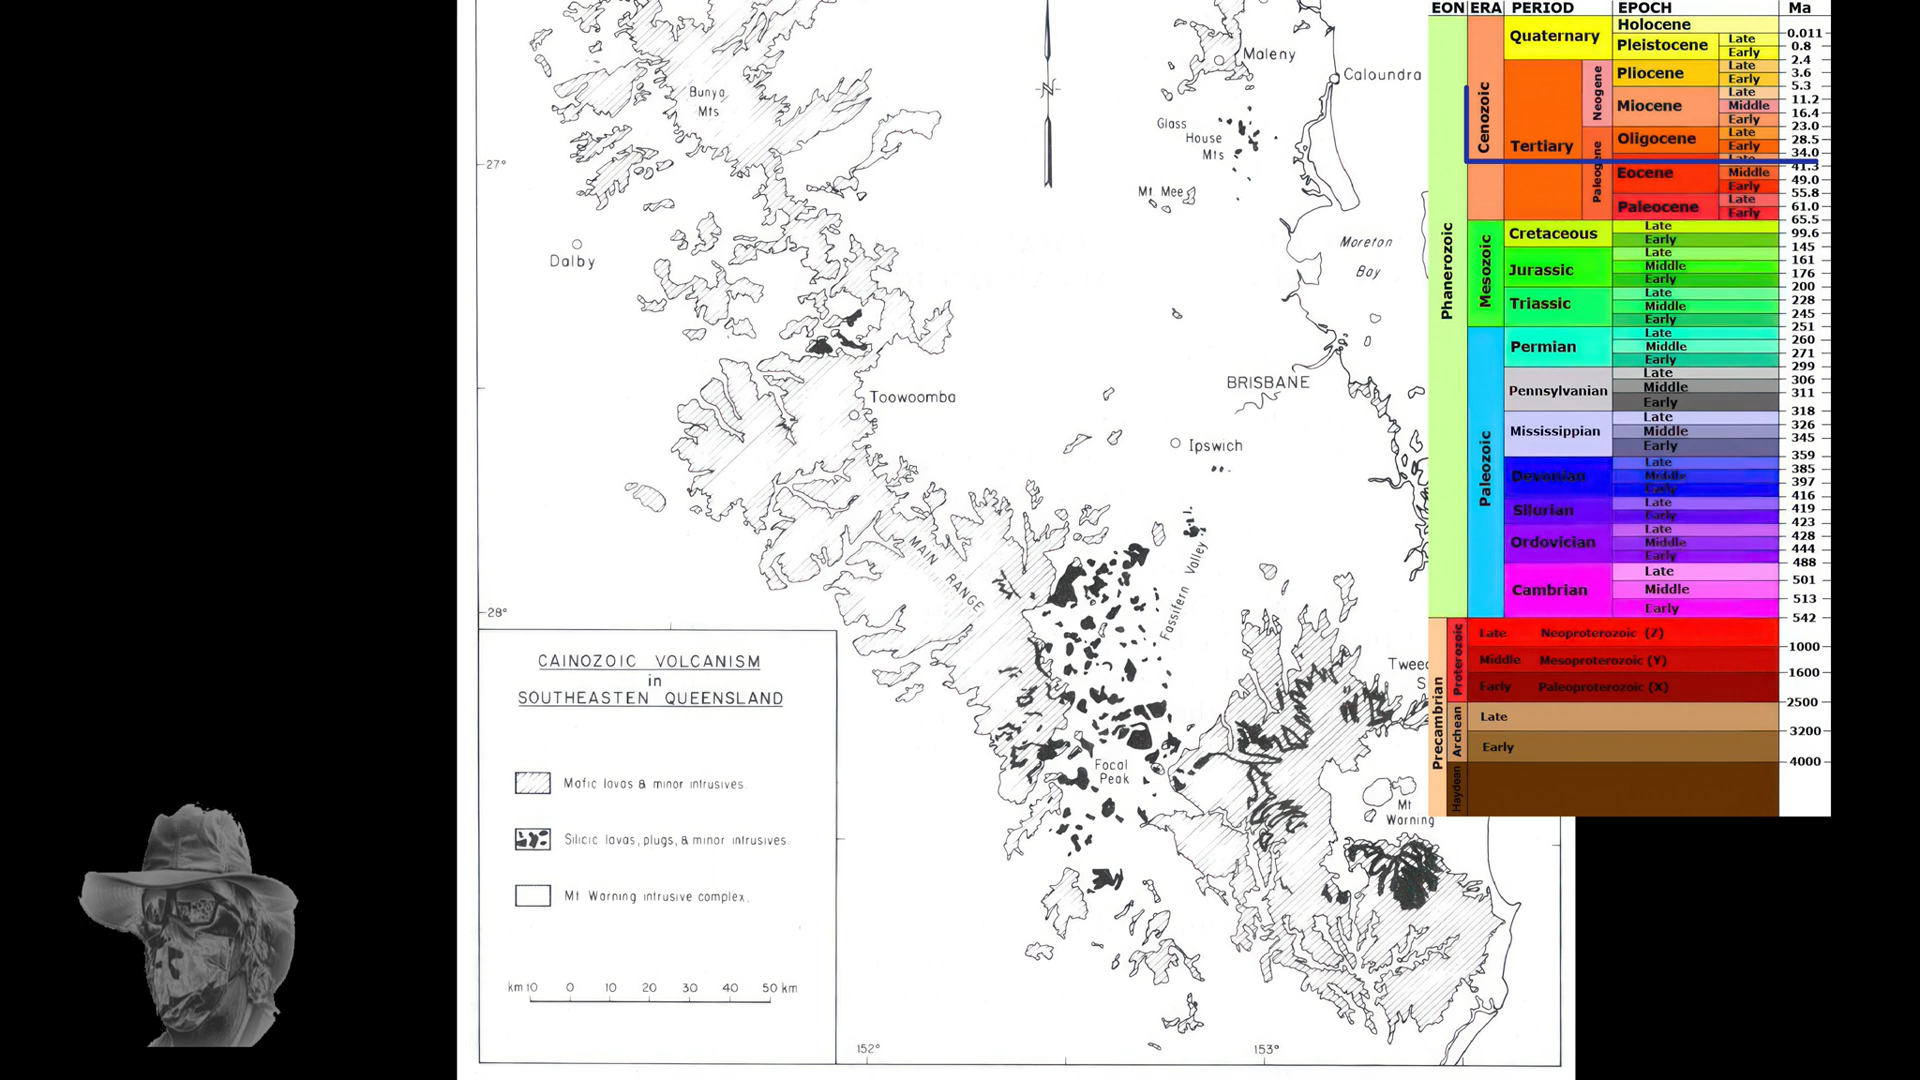 Maleny
Caloundra
Bunya
Mts
Glass
House
Mts
27°
Mt Mee
Dalby
Moreton
Bay
BRISBANE
Toowoomba
Ipswich
MAIN RANGE
Fassifern Valley
28°
Tweed
S
Focal
Peak
Mt
Warning
CAINOZOIC VOLCANISM
in
SOUTHEASTEN QUEENSLAND
Mafic lavas & minor intrusives.
Silicic lavas, plugs, & minor intrusives.
Mt Warning intrusive complex.
km 10 0 10 20 30 40 50 km
152° 153°
N
EON ERA PERIOD EPOCH Ma
Phanerozoic
Cenozoic
Quaternary
Holocene
0.011
Pleistocene
Late
0.8
Early
2.4
Tertiary
Neogene
Pliocene
Late
3.6
Early
5.3
Miocene
Late
11.2
Middle
16.4
Early
23.0
Paleogene
Oligocene
Late
28.5
Early
34.0
Eocene
Late
41.3
Middle
49.0
Early
55.8
Paleocene
Late
61.0
Early
65.5
Mesozoic
Cretaceous
Late
99.6
Early
145
Jurassic
Late
161
Middle
176
Early
200
Triassic
Late
228
Middle
245
Early
251
Paleozoic
Permian
Late
260
Middle
271
Early
299
Pennsylvanian
Late
306
Middle
311
Early
318
Mississippian
Late
326
Middle
345
Early
359
Devonian
Late
385
Middle
397
Early
416
Silurian
Late
419
Early
423
Ordovician
Late
428
Middle
444
Early
488
Cambrian
Late
501
Middle
513
Early
542
Precambrian
Proterozoic
Late Neoproterozoic (Z)
1000
Middle Mesoproterozoic (Y)
1600
Early Paleoproterozoic (X)
2500
Archean
Late
3200
Early
4000
Haydean